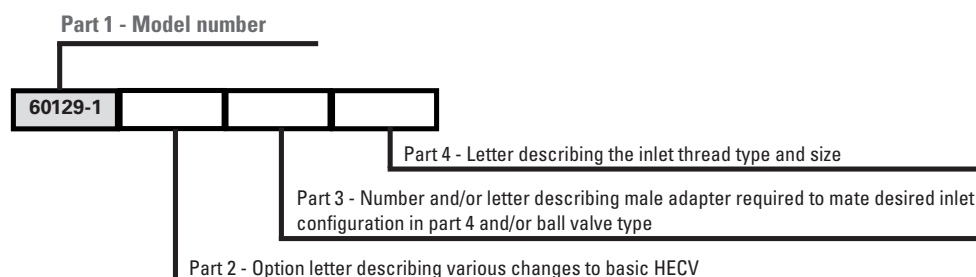 Part 1 - Model number
60129-1
Part 4 - Letter describing the inlet thread type and size
Part 3 - Number and/or letter describing male adapter required to mate desired inlet
configuration in part 4 and/or ball valve type
Part 2 - Option letter describing various changes to basic HECV